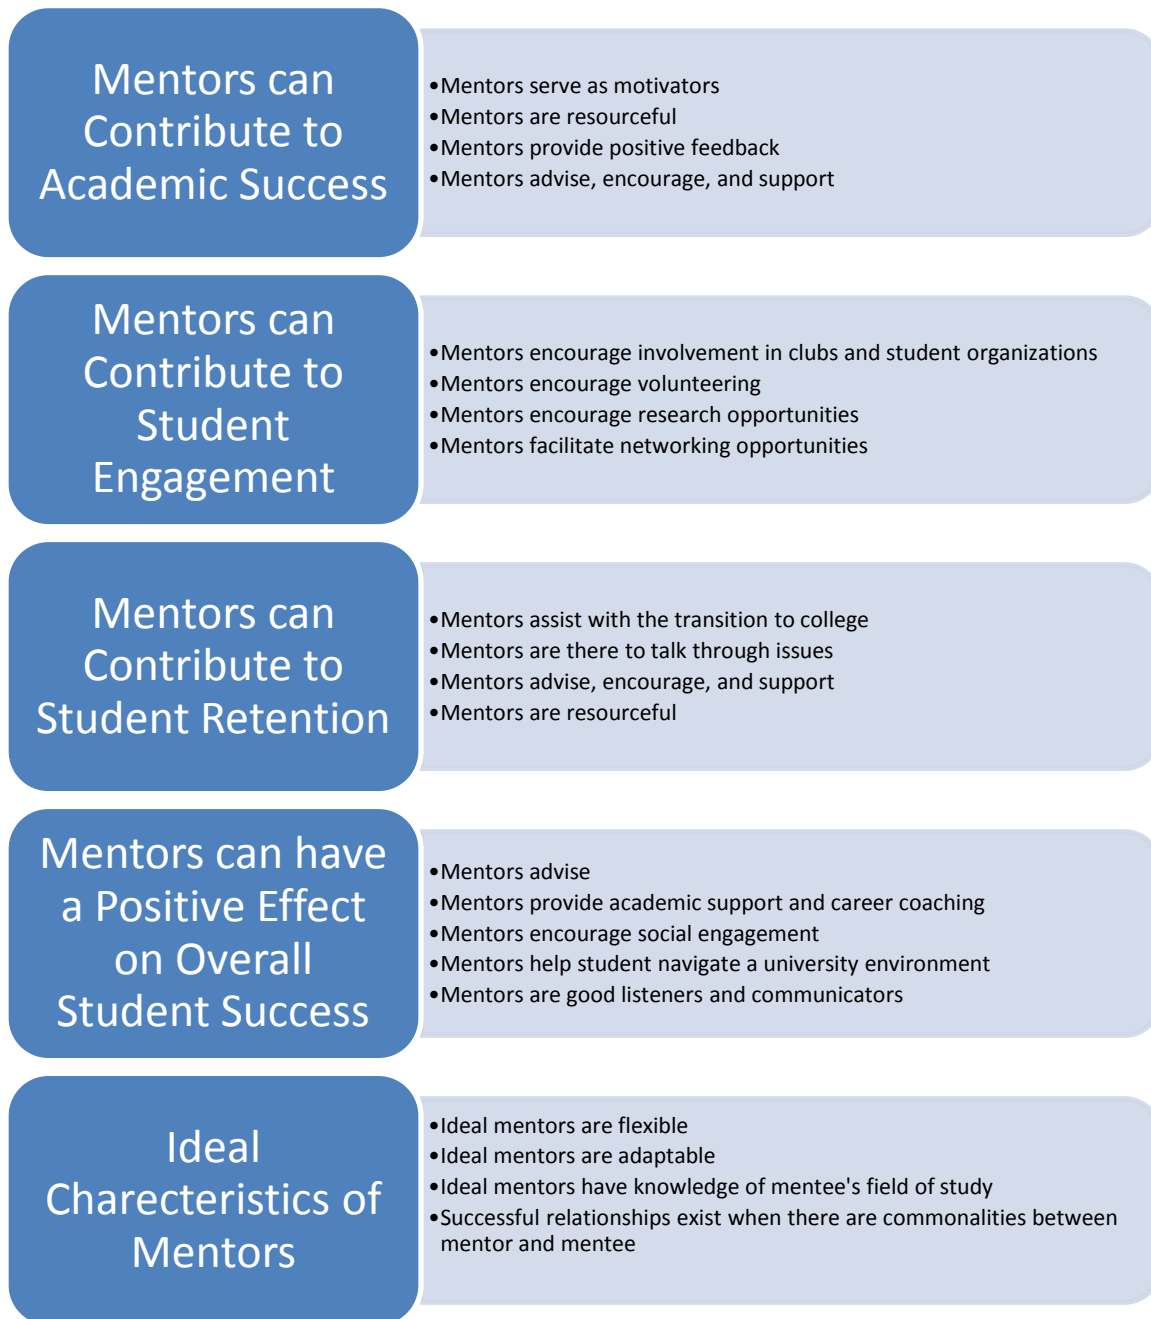 Mentors can
Contribute to
Academic Success
•Mentors serve as motivators
•Mentors are resourceful
•Mentors provide positive feedback
•Mentors advise, encourage, and support
Mentors can
Contribute to
Student
Engagement
•Mentors encourage involvement in clubs and student organizations
•Mentors encourage volunteering
•Mentors encourage research opportunities
•Mentors facilitate networking opportunities
Mentors can
Contribute to
Student Retention
•Mentors assist with the transition to college
•Mentors are there to talk through issues
•Mentors advise, encourage, and support
•Mentors are resourceful
Mentors can have
a Positive Effect
on Overall
Student Success
•Mentors advise
•Mentors provide academic support and career coaching
•Mentors encourage social engagement
•Mentors help student navigate a university environment
•Mentors are good listeners and communicators
Ideal
Charecteristics of
Mentors
•Ideal mentors are flexible
•Ideal mentors are adaptable
•Ideal mentors have knowledge of mentee's field of study
•Successful relationships exist when there are commonalities between
mentor and mentee